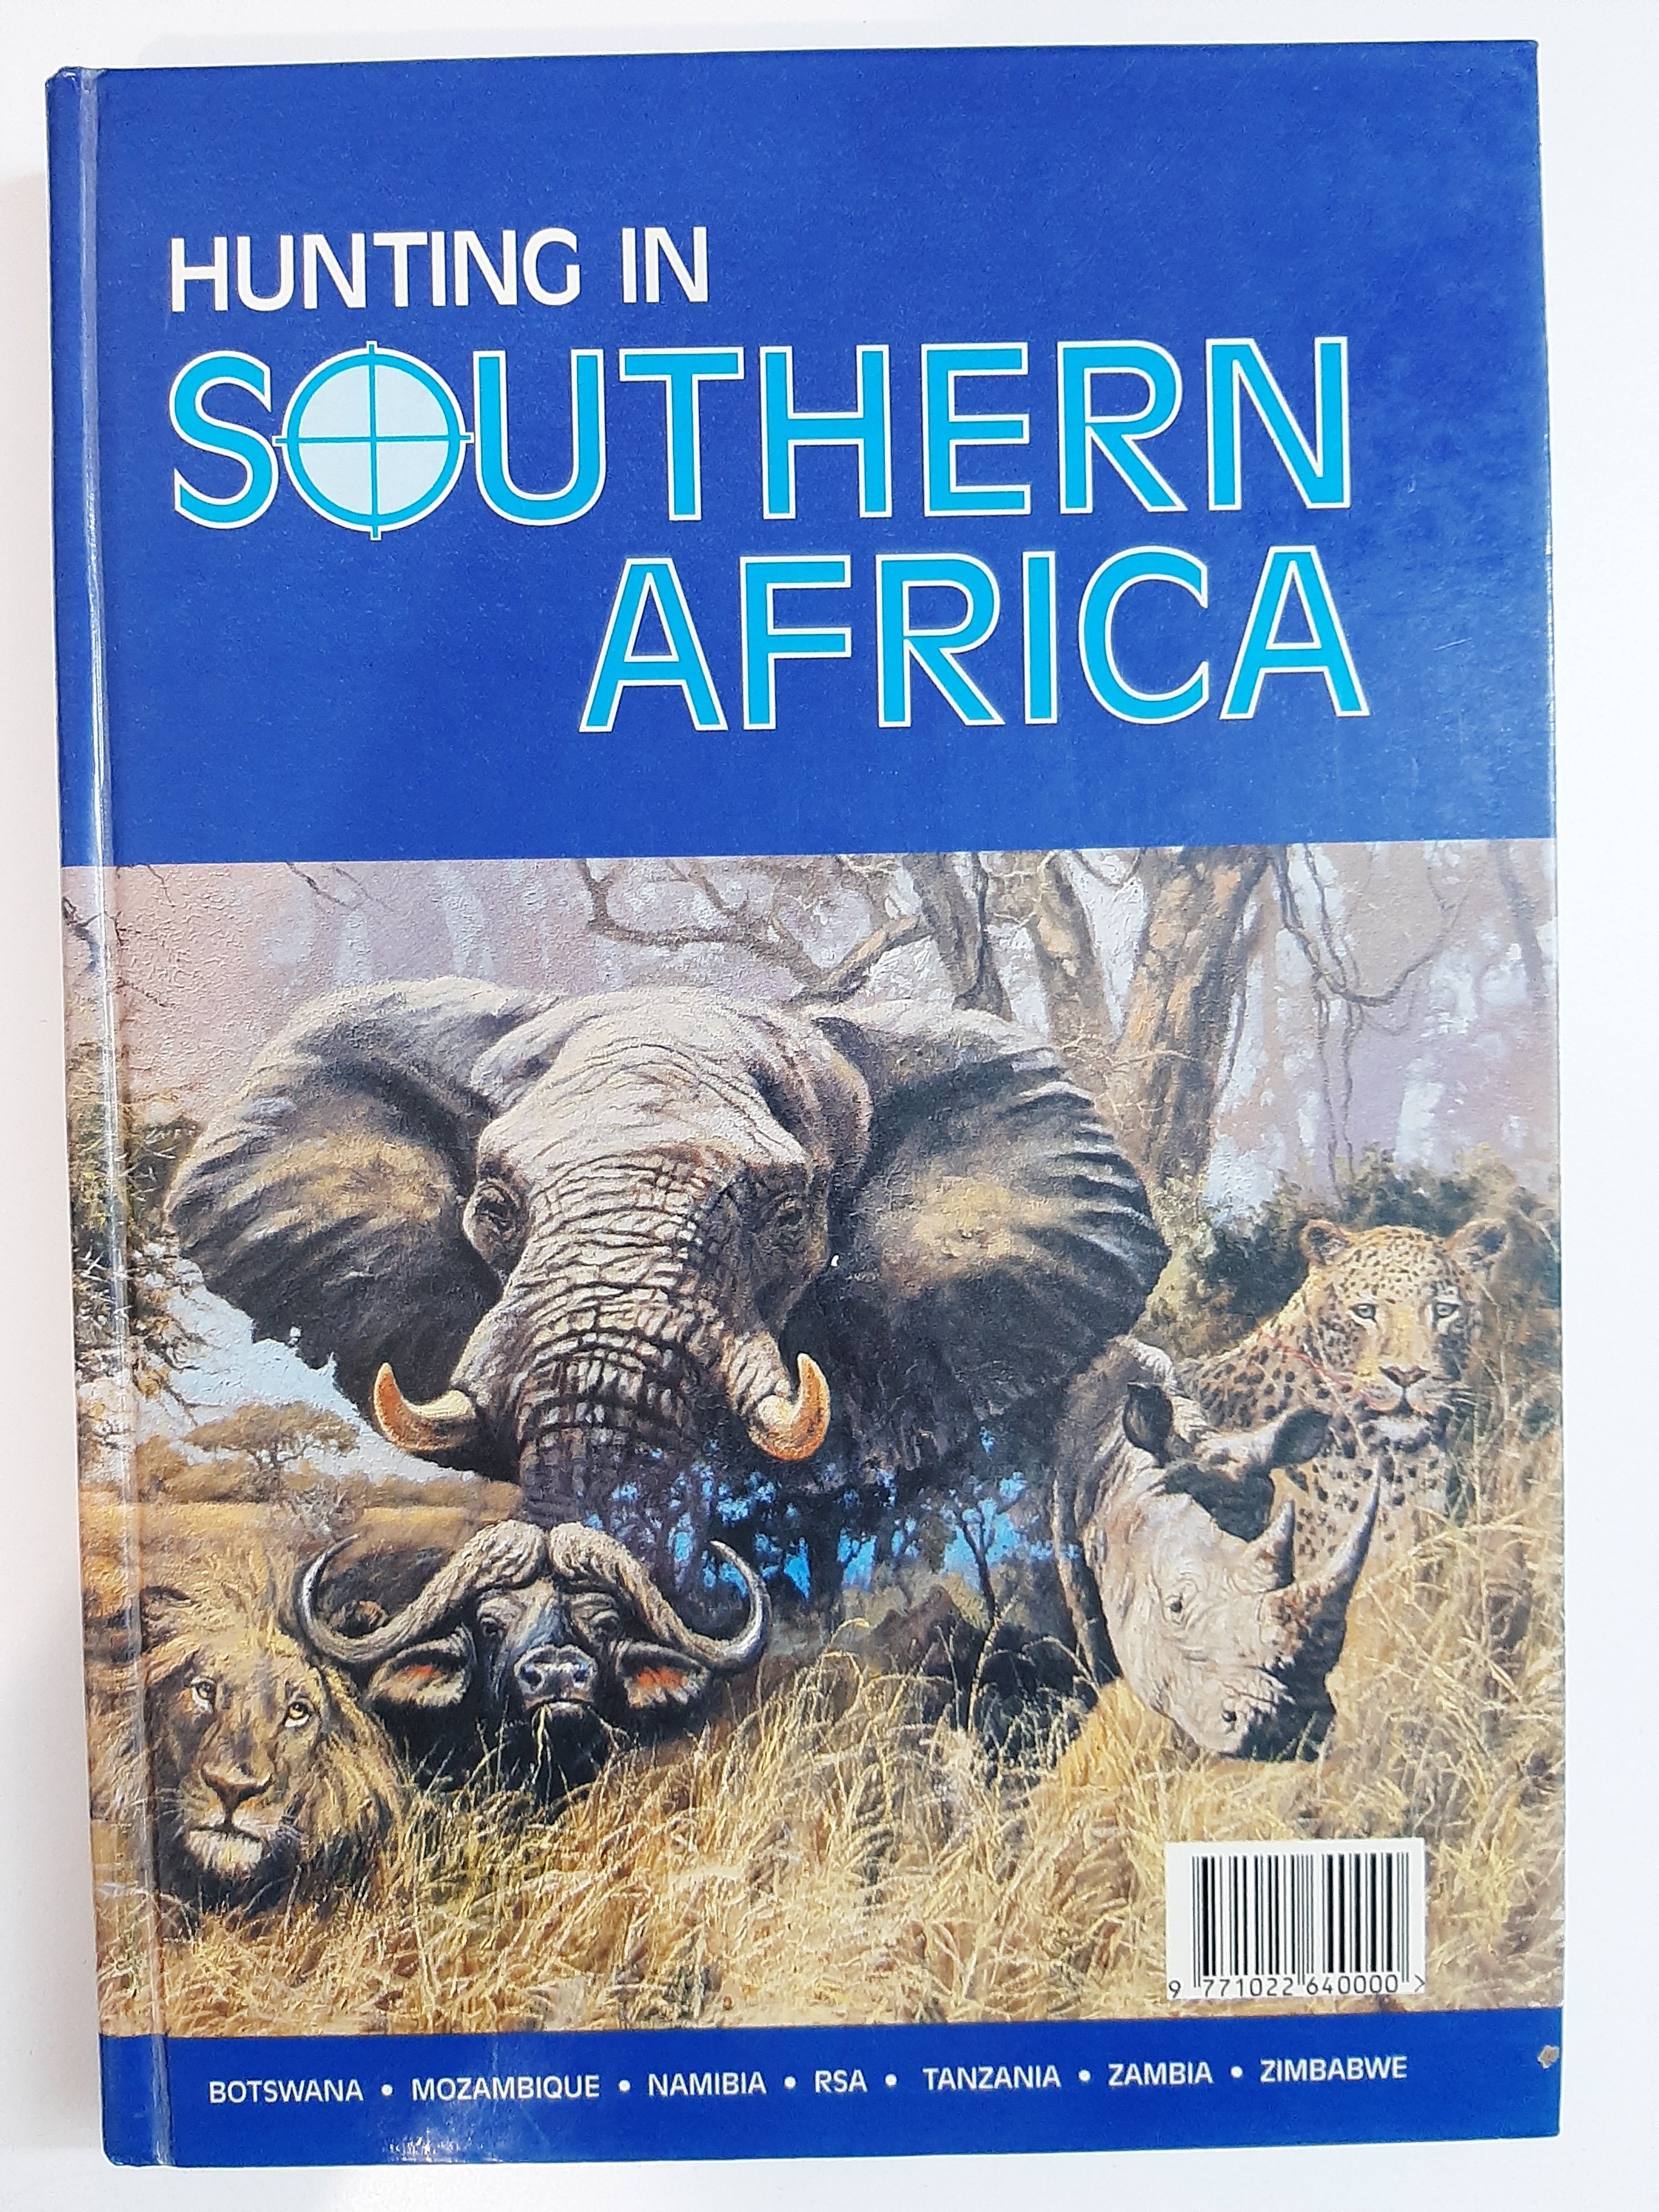 HUNTING IN
SOUTHERN
AFRICA
9 771022 640000 >
BOTSWANA • MOZAMBIQUE • NAMIBIA • RSA • TANZANIA • ZAMBIA • ZIMBABWE